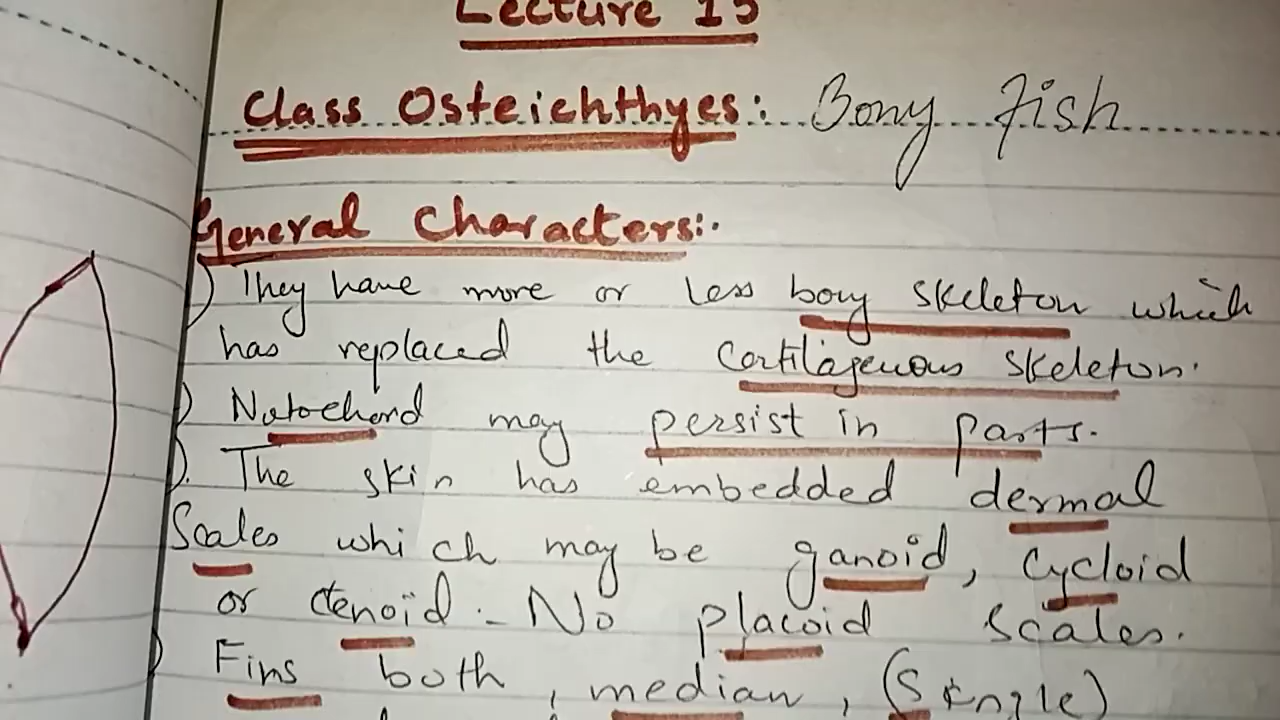 Lecture 15
Class Osteichthyes: Bony Fish
General Characters:.
) They have more or less bony skeleton which
has replaced the Cartilagenous skeleton.
) Notochord may persist in parts.
). The skin has embedded dermal
Scales which may be ganoid, Cycloid
or ctenoid - No placoid scales.
) Fins both, median, (Single)